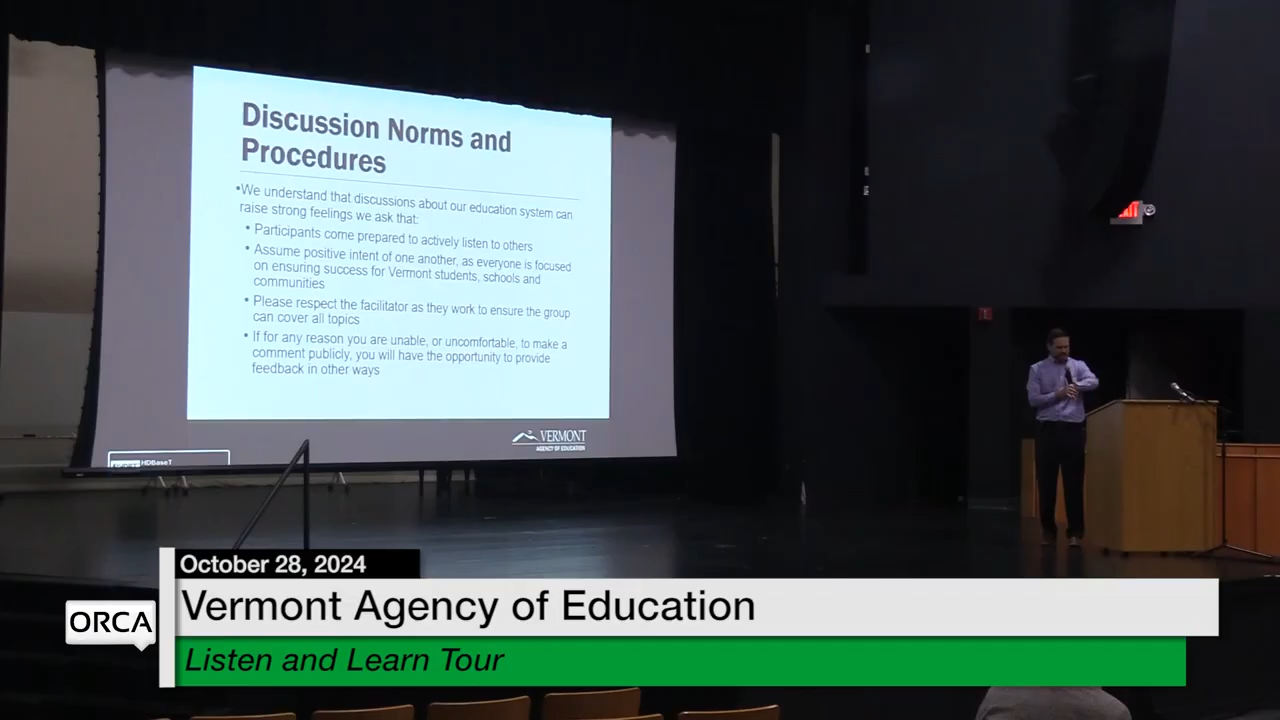 Discussion Norms and
Procedures
•We understand that discussions about our education system can
raise strong feelings we ask that:
• Participants come prepared to actively listen to others
• Assume positive intent of one another, as everyone is focused
on ensuring success for Vermont students, schools and
communities
• Please respect the facilitator as they work to ensure the group
can cover all topics
• If for any reason you are unable, or uncomfortable, to make a
comment publicly, you will have the opportunity to provide
feedback in other ways
VERMONT
AGENCY OF EDUCATION
HDBaseT
EXIT
October 28, 2024
Vermont Agency of Education
ORCA
Listen and Learn Tour